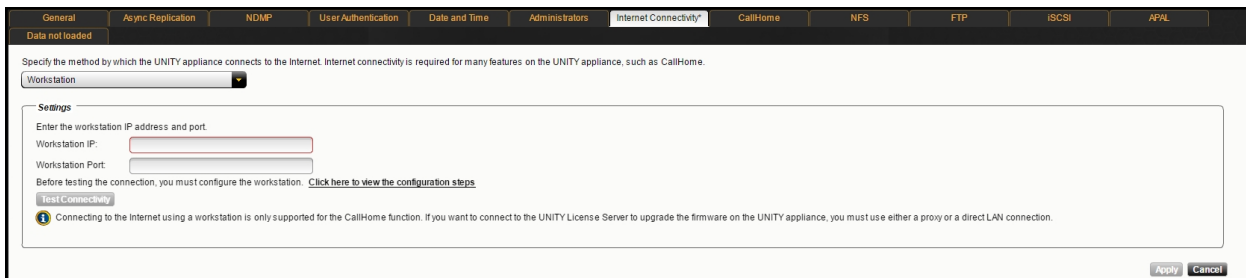 General Async Replication NDMP User Authentication Date and Time Administrators Internet Connectivity* CallHome NFS FTP iSCSI APAL
Data not loaded
Specify the method by which the UNITY appliance connects to the Internet. Internet connectivity is required for many features on the UNITY appliance, such as CallHome.
Workstation
Settings
Enter the workstation IP address and port.
Workstation IP:
Workstation Port:
Before testing the connection, you must configure the workstation. Click here to view the configuration steps
Test Connectivity
Connecting to the Internet using a workstation is only supported for the CallHome function. If you want to connect to the UNITY License Server to upgrade the firmware on the UNITY appliance, you must use either a proxy or a direct LAN connection.
Apply Cancel